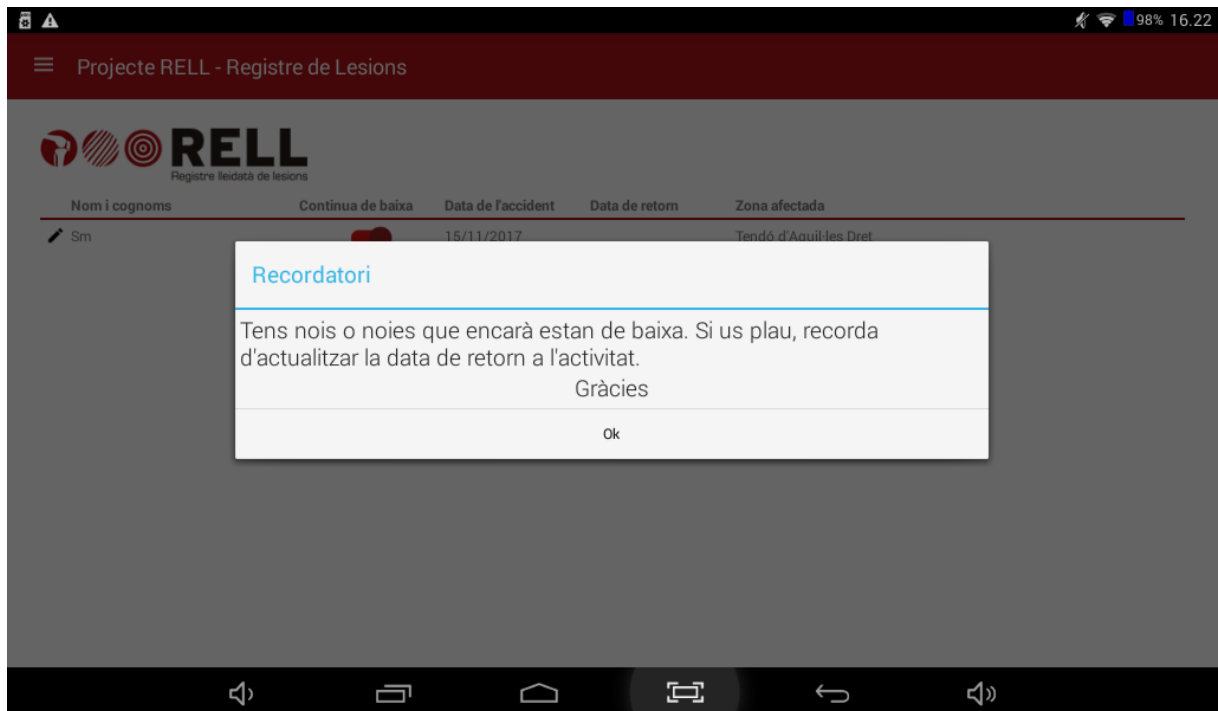 98% 16.22
Projecte RELL - Registre de Lesions
RELL
Registre lleidatà de lesions
Nom i cognoms Continua de baixa Data de l'accident Data de retorn Zona afectada
Sm 15/11/2017 Tendó d'Aquil·les Dret
Recordatori
Tens nois o noies que encarà estan de baixa. Si us plau, recorda
d'actualitzar la data de retorn a l'activitat.
Gràcies
Ok